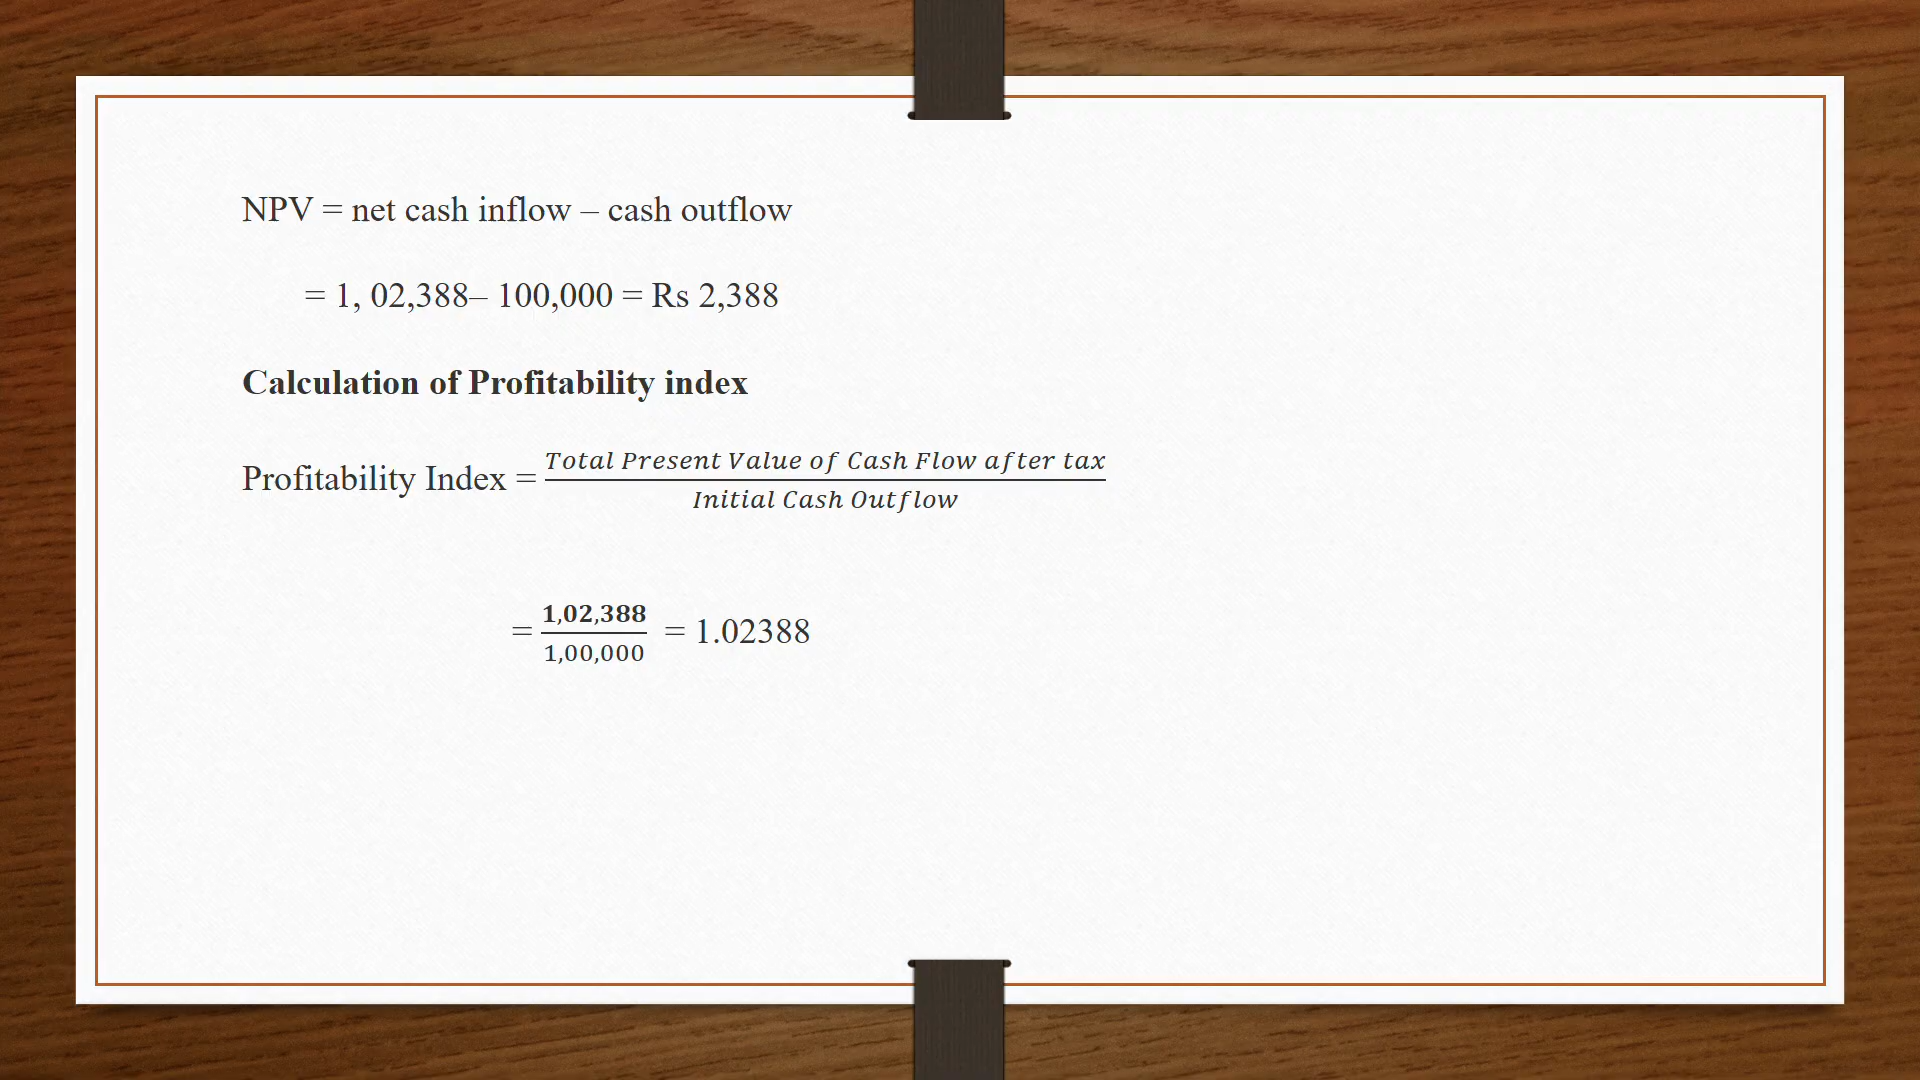 NPV = net cash inflow – cash outflow
= 1, 02,388– 100,000 = Rs 2,388
Calculation of Profitability index
Profitability Index = Total Present Value of Cash Flow after tax
Initial Cash Outflow
= 1,02,388 = 1.02388
1,00,000